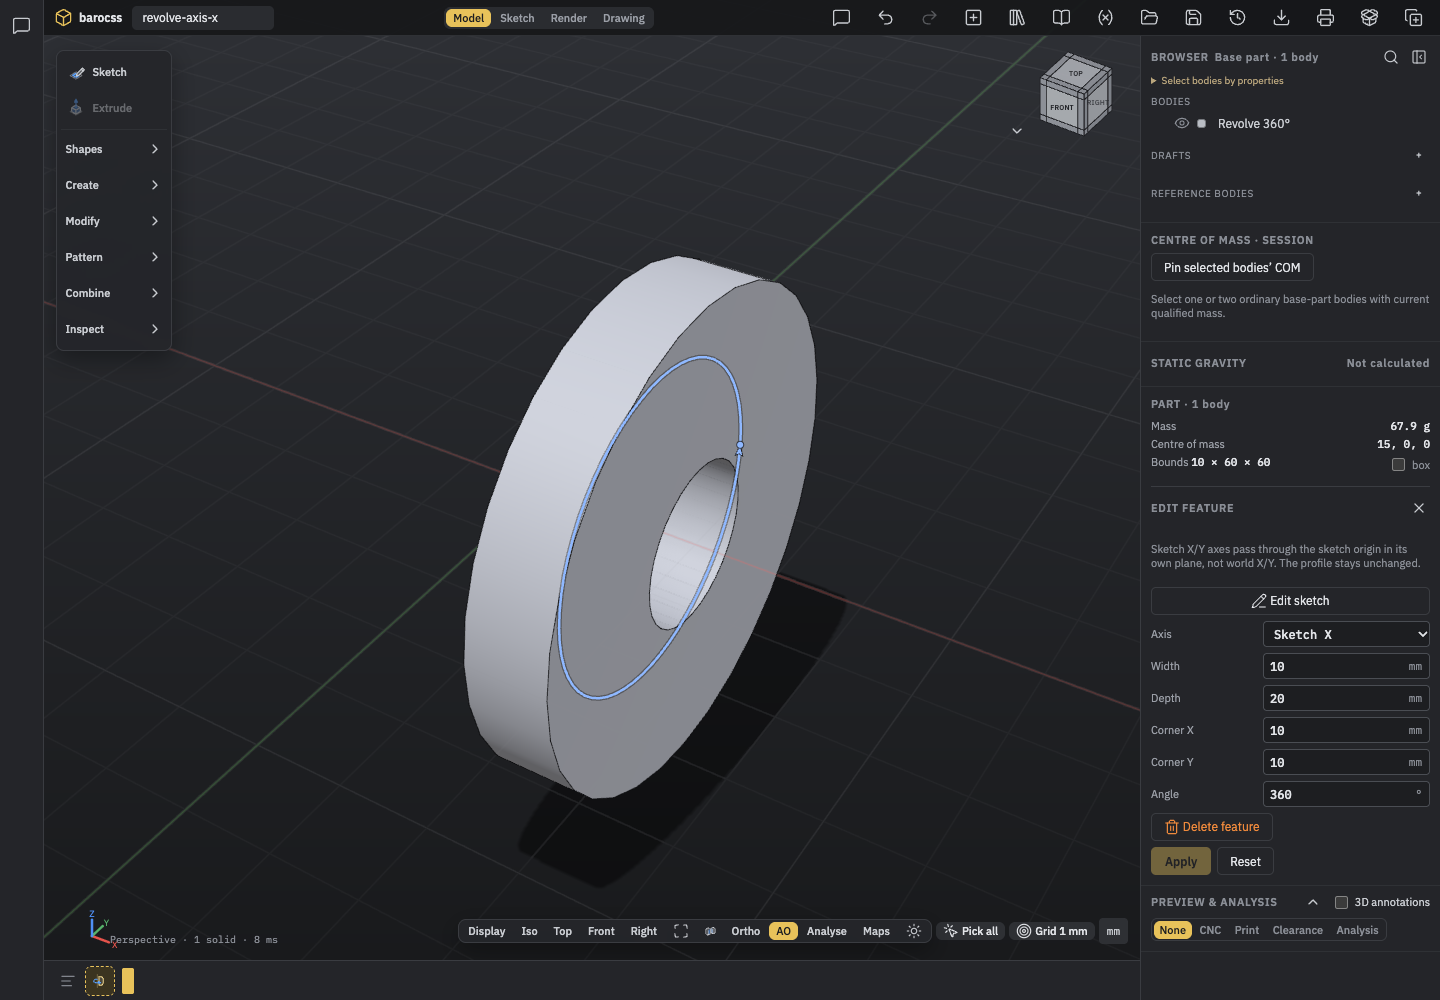 barocss
revolve-axis-x
Model
Sketch
Render
Drawing
Sketch
Extrude
Shapes
Create
Modify
Pattern
Combine
Inspect
TOP
FRONT
RIGHT
BROWSER Base part · 1 body
Select bodies by properties
BODIES
Revolve 360°
DRAFTS +
REFERENCE BODIES +
CENTRE OF MASS · SESSION
Pin selected bodies’ COM
Select one or two ordinary base-part bodies with current
qualified mass.
STATIC GRAVITY Not calculated
PART · 1 body
Mass 67.9 g
Centre of mass 15, 0, 0
Bounds 10 × 60 × 60 box
EDIT FEATURE
Sketch X/Y axes pass through the sketch origin in its
own plane, not world X/Y. The profile stays unchanged.
Edit sketch
Axis Sketch X
Width 10 mm
Depth 20 mm
Corner X 10 mm
Corner Y 10 mm
Angle 360 °
Delete feature
Apply Reset
PREVIEW & ANALYSIS 3D annotations
None CNC Print Clearance Analysis
Z
Y
X
Perspective · 1 solid · 8 ms
Display Iso Top Front Right Ortho AO Analyse Maps Pick all Grid 1 mm mm